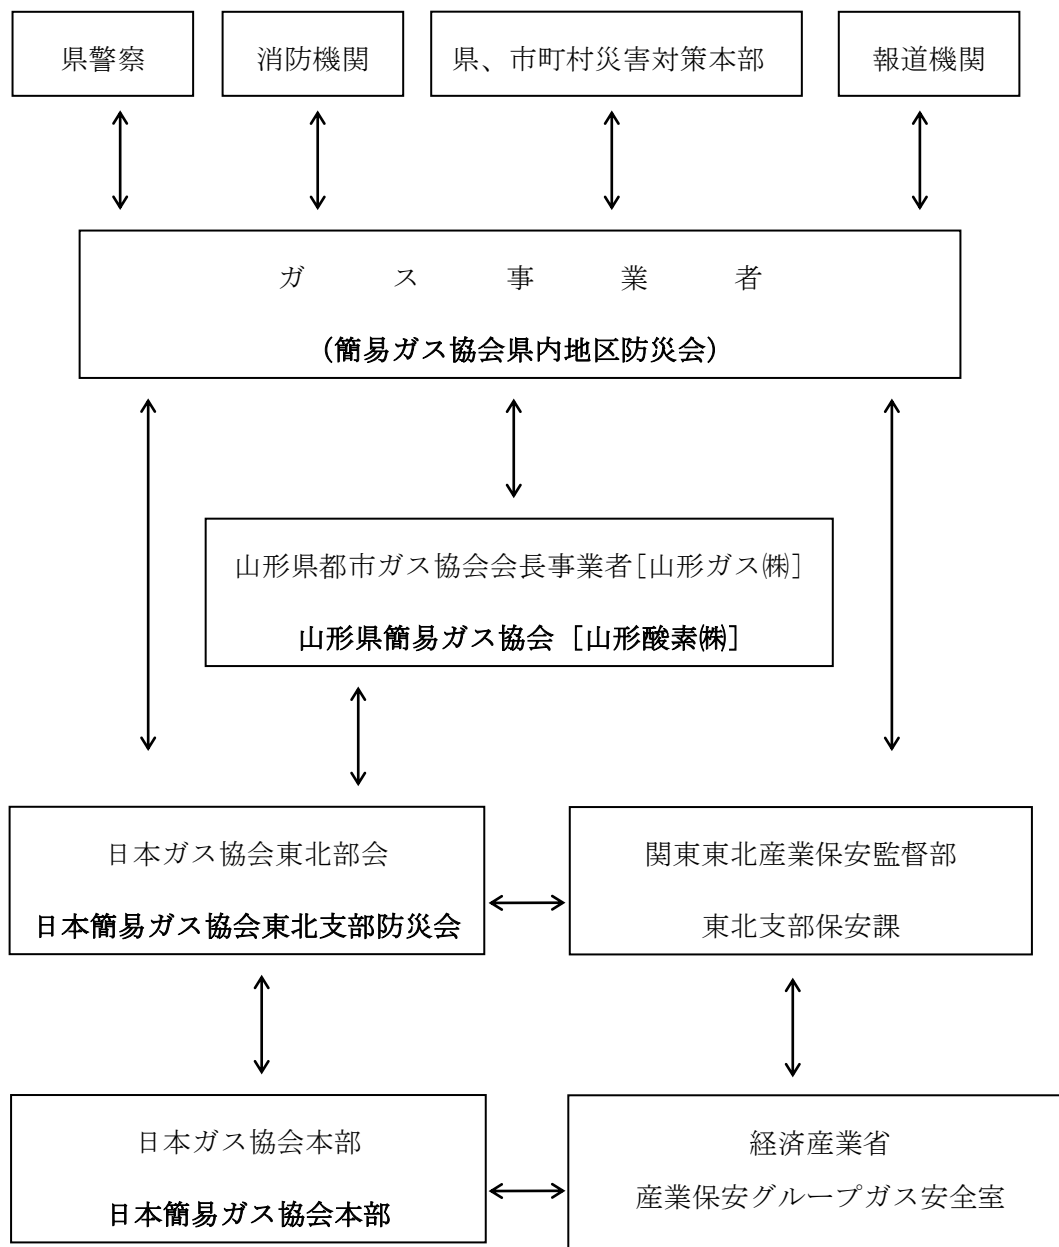 県警察
消防機関
県、市町村災害対策本部
報道機関
ガス事業者
(簡易ガス協会県内地区防災会)
山形県都市ガス協会会長事業者[山形ガス㈱]
山形県簡易ガス協会 [山形酸素㈱]
日本ガス協会東北部会
日本簡易ガス協会東北支部防災会
関東東北産業保安監督部
東北支部保安課
日本ガス協会本部
日本簡易ガス協会本部
経済産業省
産業保安グループガス安全室